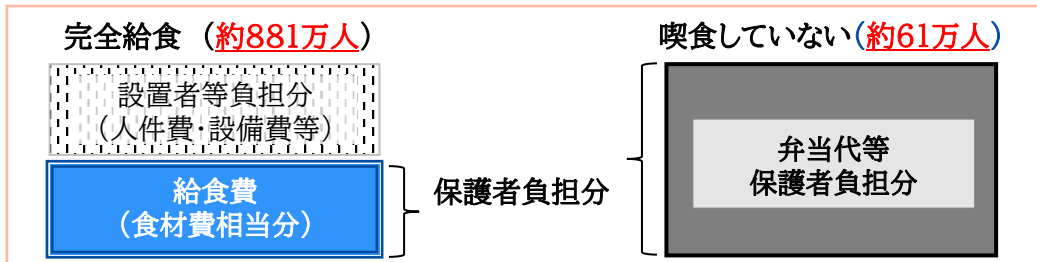 完全給食（約881万人）
設置者等負担分
（人件費・設備費等）
給食費
（食材費相当分）
保護者負担分
喫食していない（約61万人）
弁当代等
保護者負担分